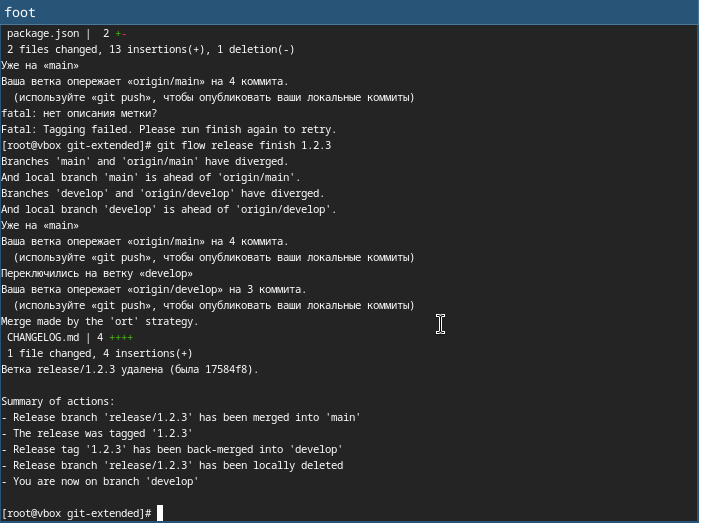 foot
package.json |  2 +-
2 files changed, 13 insertions(+), 1 deletion(-)
Уже на «main»
Ваша ветка опережает «origin/main» на 4 коммита.
(используйте «git push», чтобы опубликовать ваши локальные коммиты)
fatal: нет описания метки?
Fatal: Tagging failed. Please run finish again to retry.
[root@vbox git-extended]# git flow release finish 1.2.3
Branches 'main' and 'origin/main' have diverged.
And local branch 'main' is ahead of 'origin/main'.
Branches 'develop' and 'origin/develop' have diverged.
And local branch 'develop' is ahead of 'origin/develop'.
Уже на «main»
Ваша ветка опережает «origin/main» на 4 коммита.
(используйте «git push», чтобы опубликовать ваши локальные коммиты)
Переключились на ветку «develop»
Ваша ветка опережает «origin/develop» на 3 коммита.
(используйте «git push», чтобы опубликовать ваши локальные коммиты)
Merge made by the 'ort' strategy.
CHANGELOG.md | 4 ++++
1 file changed, 4 insertions(+)
Ветка release/1.2.3 удалена (была 17584f8).
Summary of actions:
- Release branch 'release/1.2.3' has been merged into 'main'
- The release was tagged '1.2.3'
- Release tag '1.2.3' has been back-merged into 'develop'
- Release branch 'release/1.2.3' has been locally deleted
- You are now on branch 'develop'
[root@vbox git-extended]#